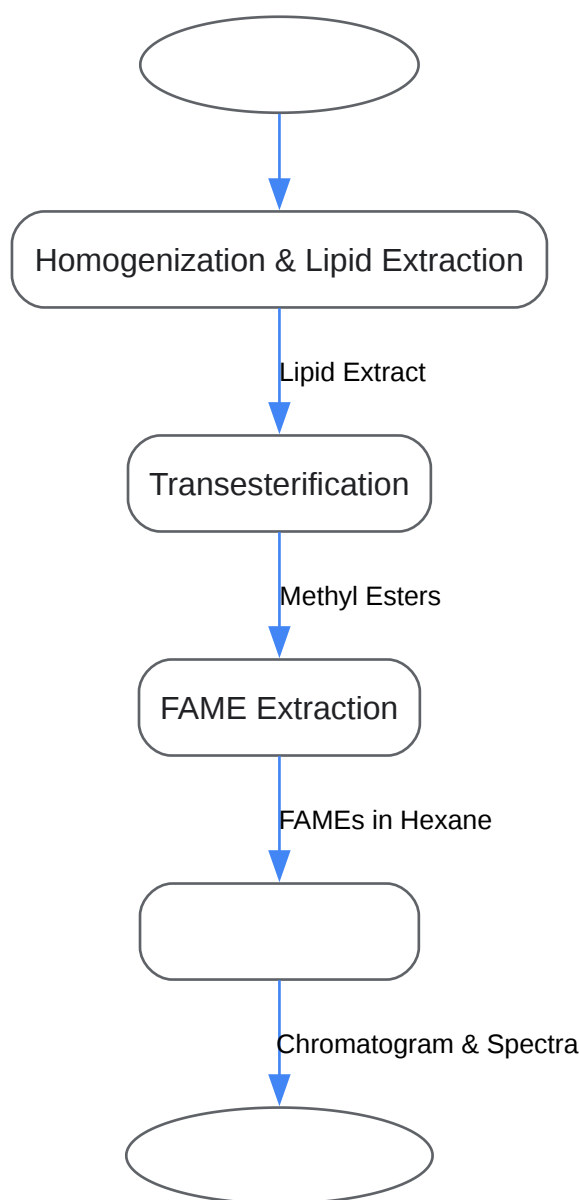 Homogenization & Lipid Extraction
Lipid Extract
Transesterification
Methyl Esters
FAME Extraction
FAMEs in Hexane
Chromatogram & Spectra